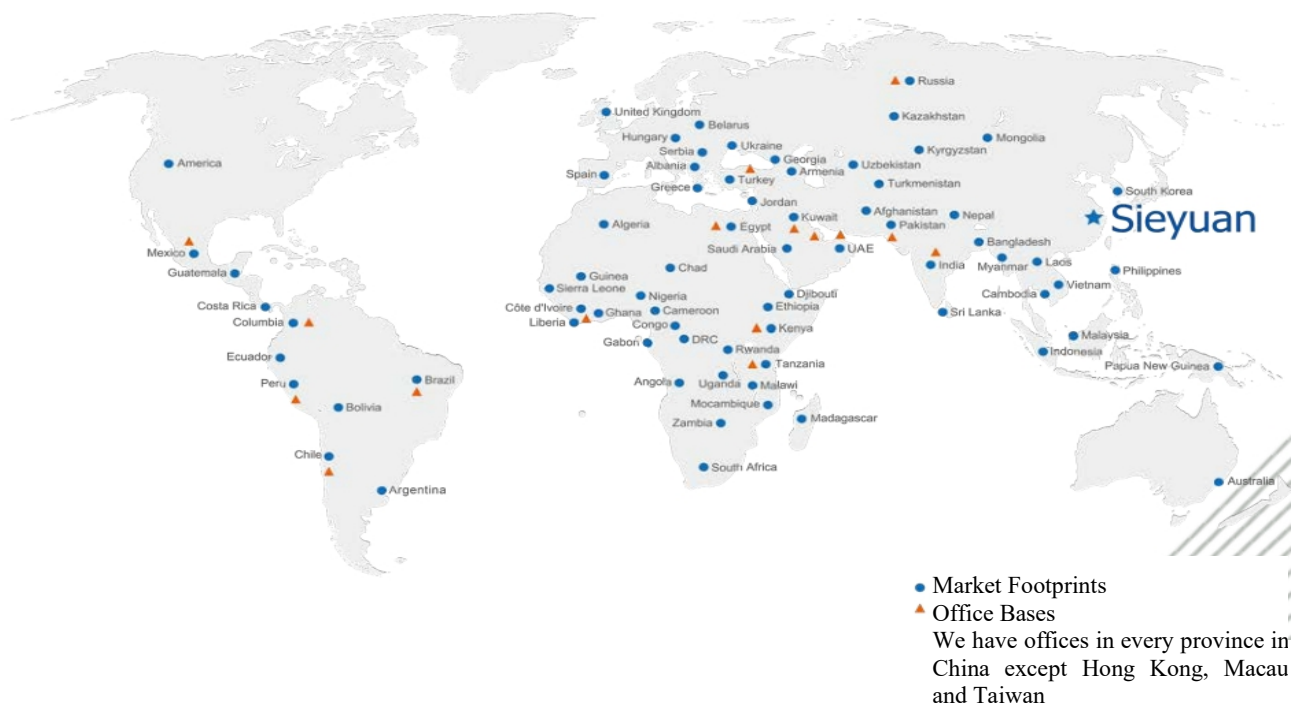 Russia
United Kingdom
Kazakhstan
Belarus
Hungary
Mongolia
Ukraine
Kyrgyzstan
Serbia
Georgia
America
Albania
Uzbekistan
Armenia
Spain
Turkey
Turkmenistan
Greece
South Korea
Jordan
Afghanistan
Nepal
Sieyuan
Kuwait
Algeria
Egypt
Pakistan
Bangladesh
Mexico
Saudi Arabia
UAE
India
Myanmar
Laos
Guatemala
Chad
Philippines
Guinea
Vietnam
Sierra Leone
Nigeria
Djibouti
Cambodia
Costa Rica
Côte d'Ivoire
Ghana
Cameroon
Ethiopia
Sri Lanka
Columbia
Liberia
Congo
Kenya
Malaysia
Gabon
DRC
Ecuador
Rwanda
Indonesia
Tanzania
Papua New Guinea
Peru
Brazil
Angola
Uganda
Malawi
Bolivia
Mocambique
Zambia
Madagascar
Chile
South Africa
Australia
Argentina
Market Footprints
Office Bases
We have offices in every province in
China except Hong Kong, Macau
and Taiwan